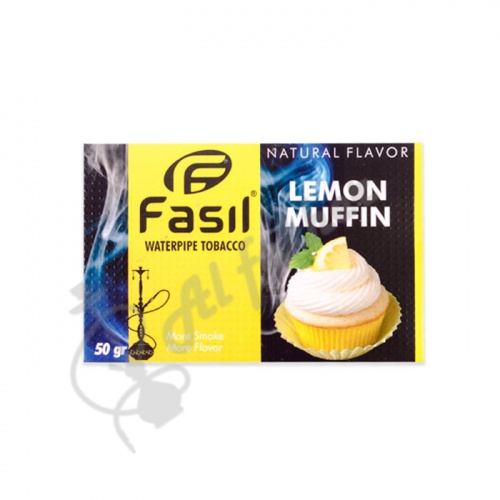 NATURAL FLAVOR
Fasil®
WATERPIPE TOBACCO
LEMON
MUFFIN
More Smoke
More Flavor
50 gr